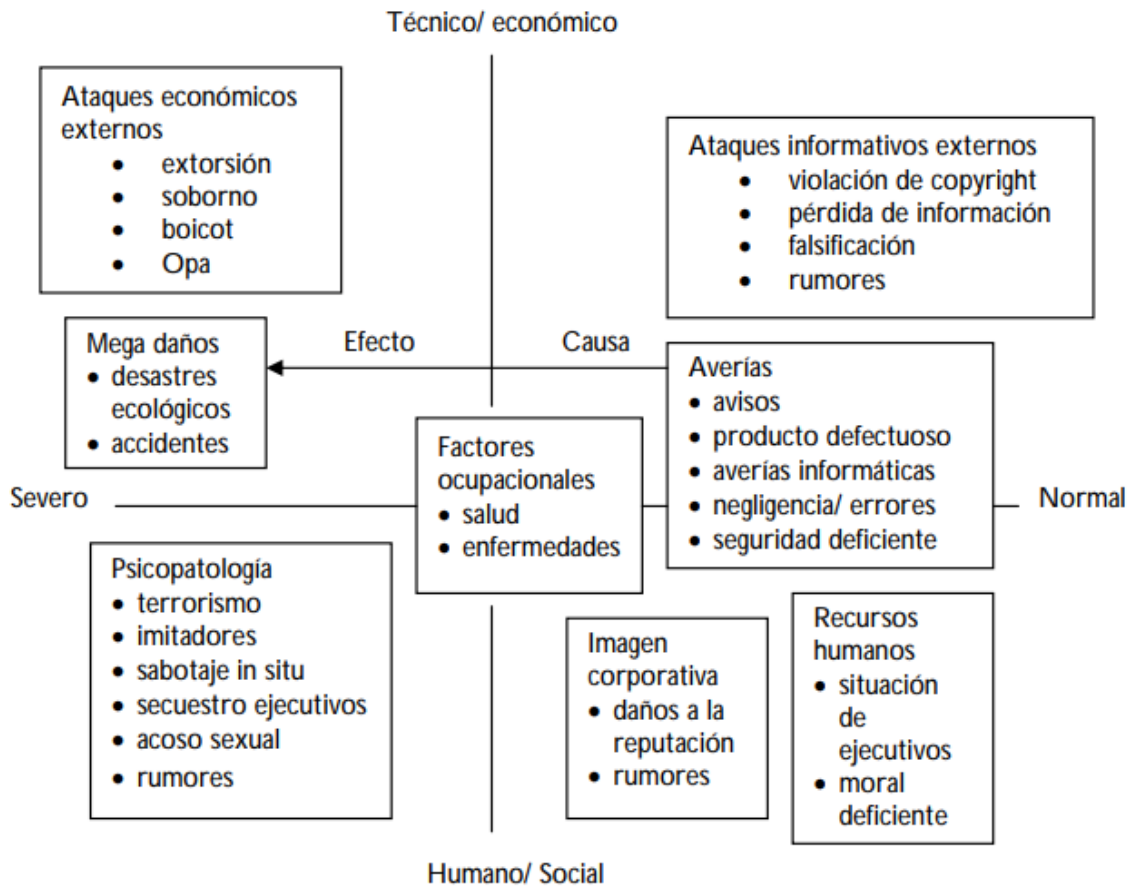 Técnico/ económico
Ataques económicos
externos
• extorsión
• soborno
• boicot
• Opa
Ataques informativos externos
• violación de copyright
• pérdida de información
• falsificación
• rumores
Mega daños
• desastres
ecológicos
• accidentes
Efecto
Causa
Averías
• avisos
• producto defectuoso
• averías informáticas
• negligencia/ errores
• seguridad deficiente
Factores
ocupacionales
• salud
• enfermedades
Severo
Normal
Psicopatología
• terrorismo
• imitadores
• sabotaje in situ
• secuestro ejecutivos
• acoso sexual
• rumores
Imagen
corporativa
• daños a la
reputación
• rumores
Recursos
humanos
• situación
de
ejecutivos
• moral
deficiente
Humano/ Social